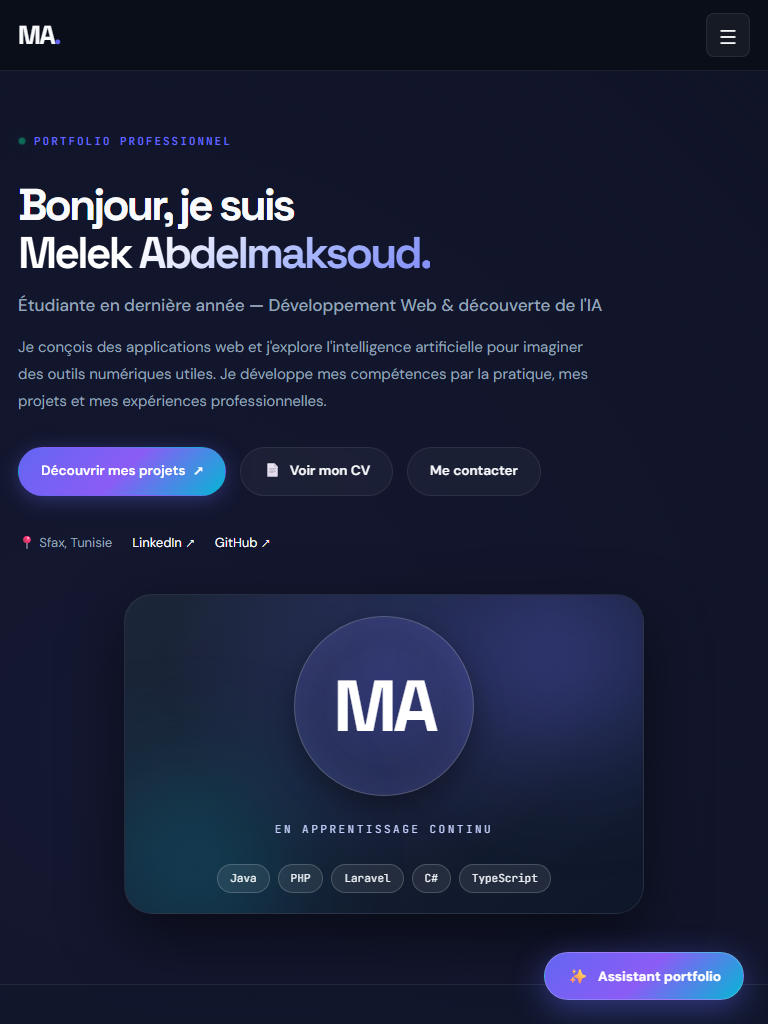 MA.
PORTFOLIO PROFESSIONNEL
Bonjour, je suis
Melek Abdelmaksoud.
Étudiante en dernière année — Développement Web & découverte de l'IA
Je conçois des applications web et j'explore l'intelligence artificielle pour imaginer
des outils numériques utiles. Je développe mes compétences par la pratique, mes
projets et mes expériences professionnelles.
Découvrir mes projets ↗
Voir mon CV
Me contacter
Sfax, Tunisie
LinkedIn ↗
GitHub ↗
MA
EN APPRENTISSAGE CONTINU
Java
PHP
Laravel
C#
TypeScript
Assistant portfolio